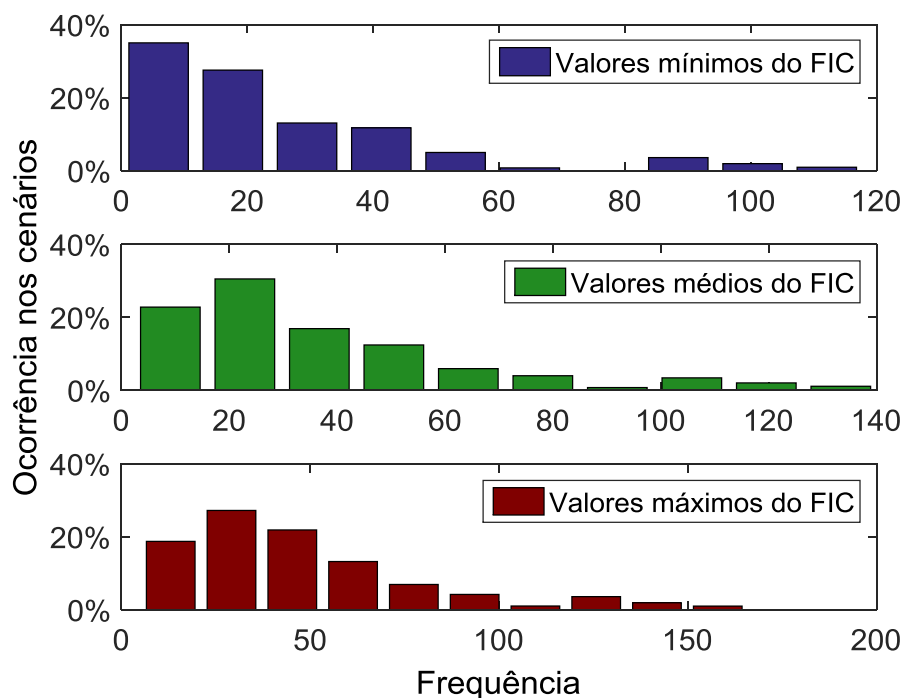 Ocorrência nos cenários
40%
20%
0%
Valores mínimos do FIC
0 20 40 60 80 100 120
40%
20%
0%
Valores médios do FIC
0 20 40 60 80 100 120 140
40%
20%
0%
Valores máximos do FIC
0 50 100 150 200
Frequência